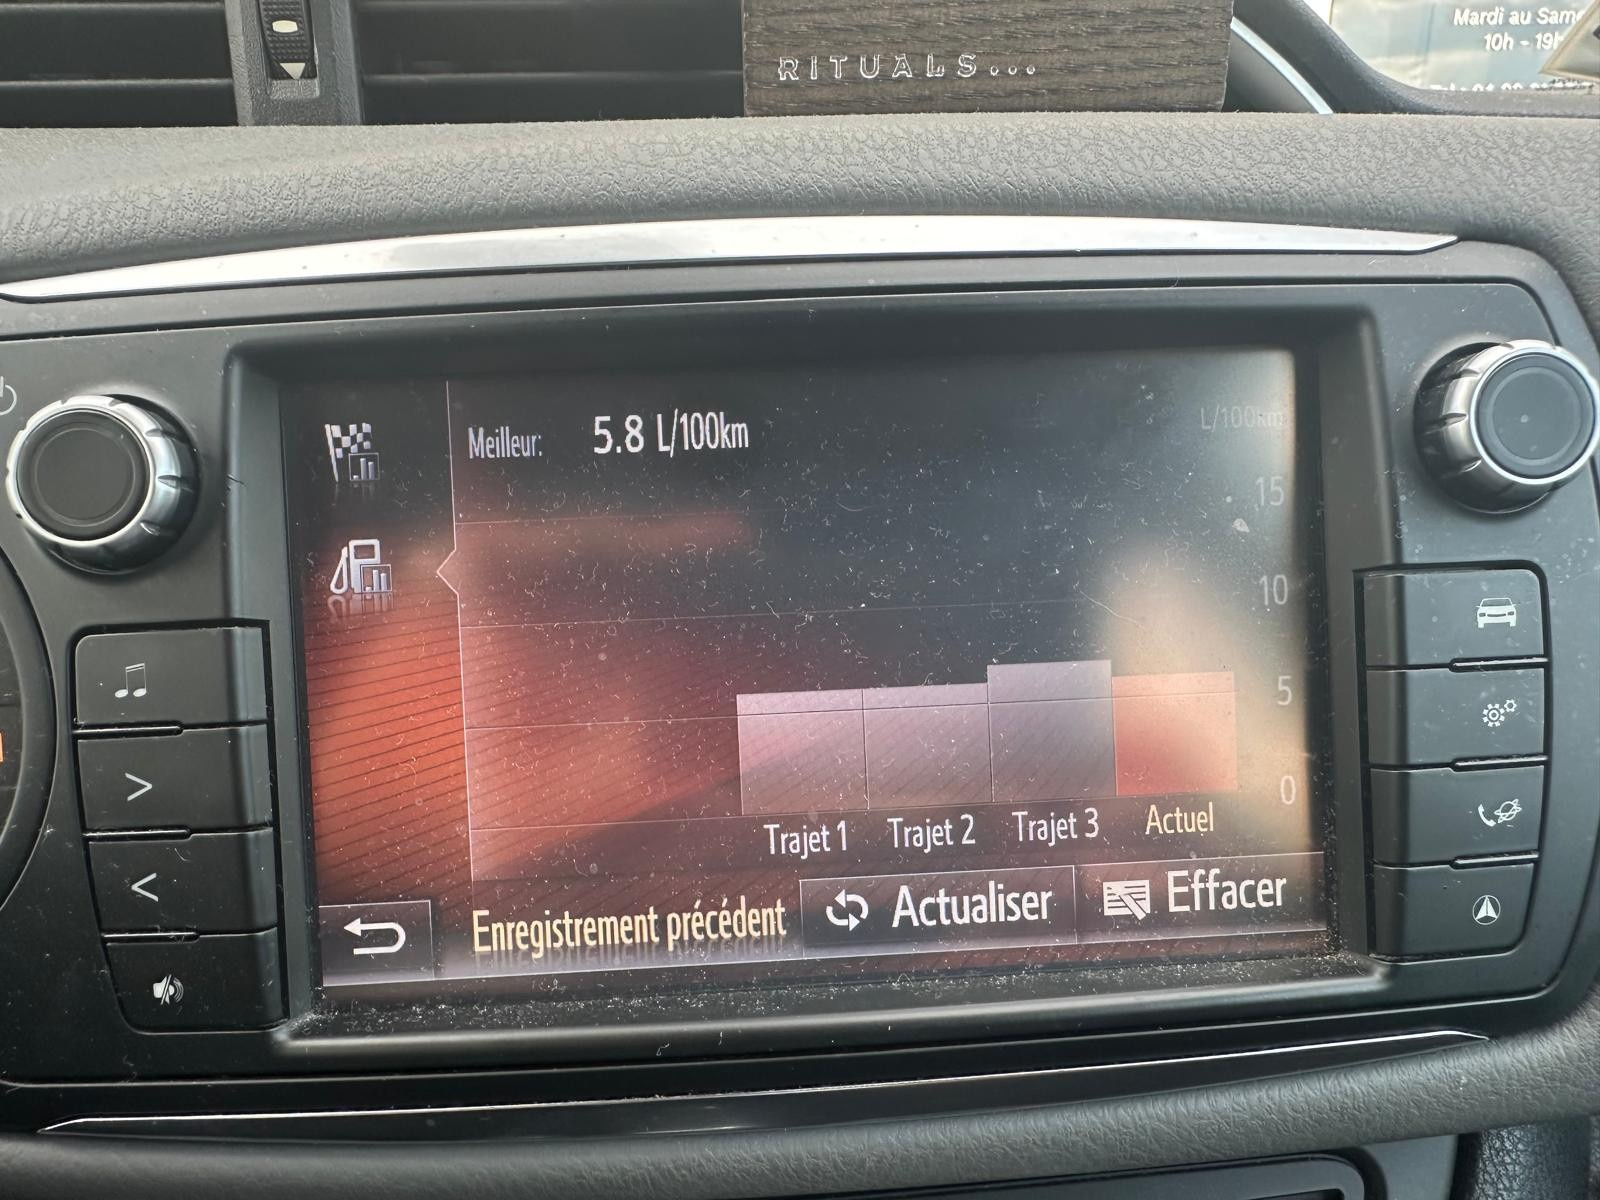 RITUALS...
Mardi au Same
10h - 19h
Meilleur: 5.8 L/100km
L/100km
15
10
5
0
Trajet 1 Trajet 2 Trajet 3 Actuel
Enregistrement précédent Actualiser Effacer